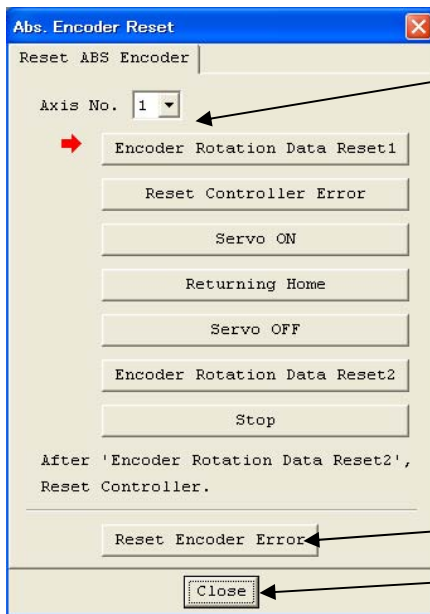 Abs. Encoder Reset
Reset ABS Encoder
Axis No. 1
Encoder Rotation Data Reset1
Reset Controller Error
Servo ON
Returning Home
Servo OFF
Encoder Rotation Data Reset2
Stop
After 'Encoder Rotation Data Reset2',
Reset Controller.
Reset Encoder Error
Close